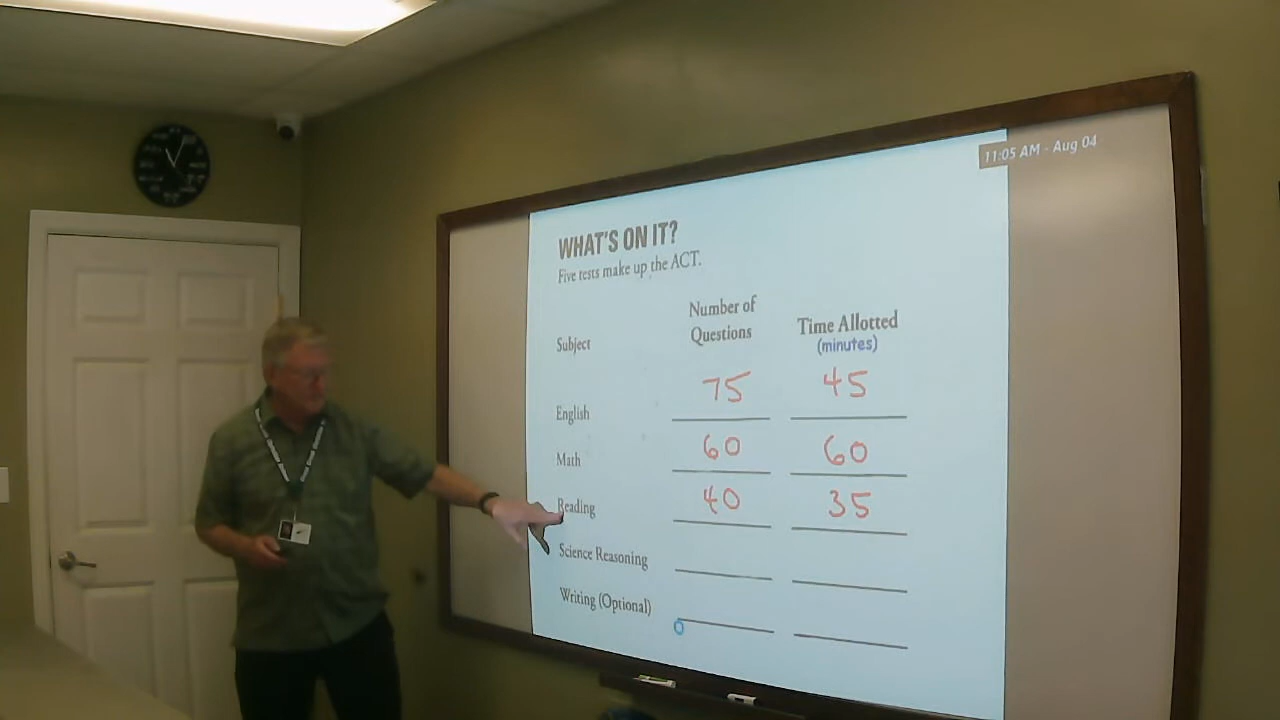 11:05 AM - Aug 04
WHAT'S ON IT?
Five tests make up the ACT.
Subject
Number of
Questions
Time Allotted
(minutes)
English 75 45
Math 60 60
Reading 40 35
Science Reasoning
Writing (Optional)